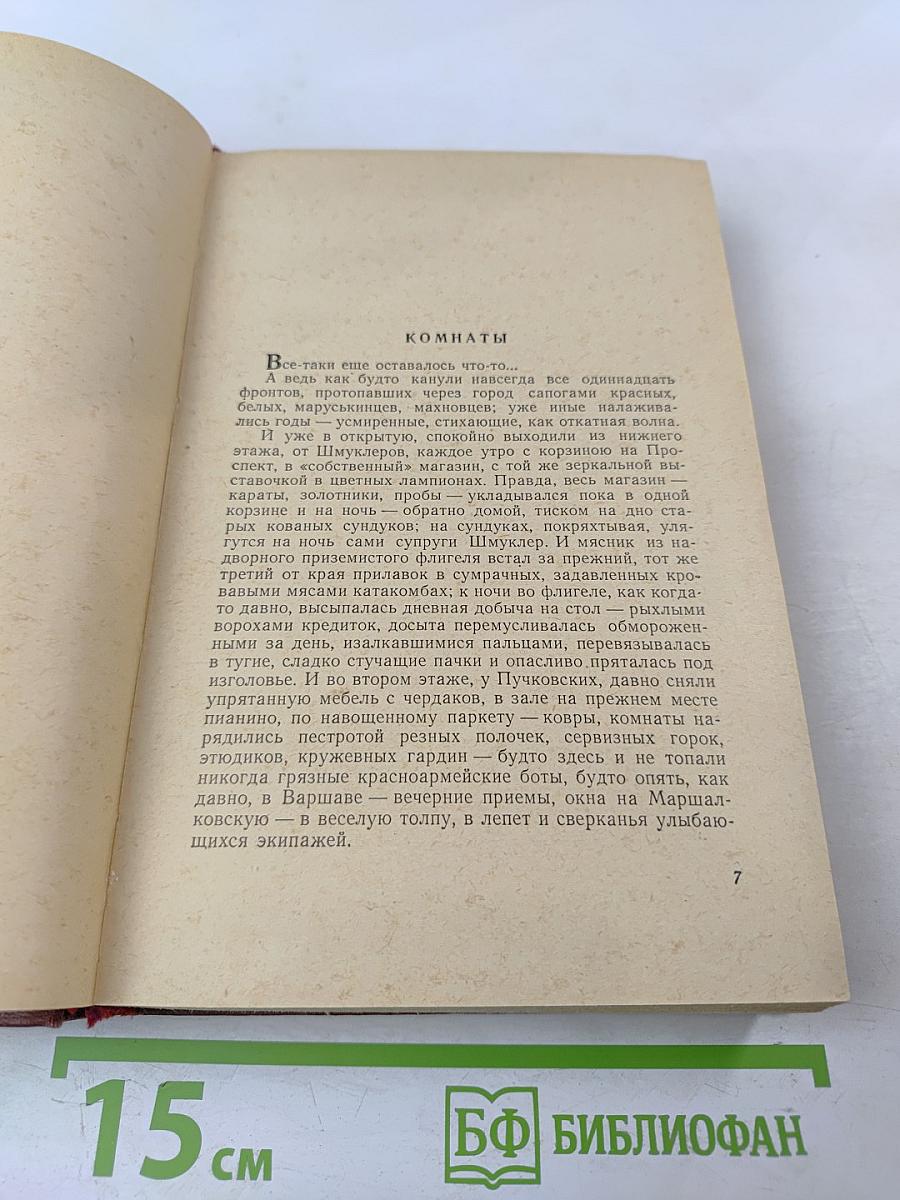 КОМНАТЫ
Все-таки еще оставалось что-то...
А ведь как будто канули навсегда все одиннадцать
фронтов, протопавших через город сапогами красных,
белых, маруськинцев, махновцев; уже иные налажива-
лись годы — усмиренные, стихающие, как откатная волна.
И уже в открытую, спокойно выходили из нижнего
этажа, от Шмуклеров, каждое утро с корзиною на Про-
спект, в «собственный» магазин, с той же зеркальной вы-
ставочкой в цветных лампионах. Правда, весь магазин —
караты, золотники, пробы — укладывался пока в одной
корзине и на ночь — обратно домой, тиском на дно ста-
рых кованых сундуков; на сундуках, покряхтывая, уля-
гутся на ночь сами супруги Шмуклер. И мясник из на-
дворного приземистого флигеля встал за прежний, тот же
третий от края прилавок в сумрачных, задавленных кро-
вавыми мясами катакомбах; к ночи во флигеле, как когда-
то давно, высыпалась дневная добыча на стол — рыхлыми
ворохами кредиток, досыта перемусливалась обморожен-
ными за день, изалкавшимися пальцами, перевязывалась
в тугие, сладко стучащие пачки и опасливо пряталась под
изголовье. И во втором этаже, у Пучковских, давно сняли
упрятанную мебель с чердаков, в зале на прежнем месте
пианино, по навощенному паркету — ковры, комнаты на-
рядились пестротой резных полочек, сервизных горок,
этюдиков, кружевных гардин — будто здесь и не топали
никогда грязные красноармейские боты, будто опять, как
давно, в Варшаве — вечерние приемы, окна на Маршал-
ковскую — в веселую толпу, в лепет и сверканья улыбаю-
щихся экипажей.
7
15 см
БФ БИБЛИОФАН